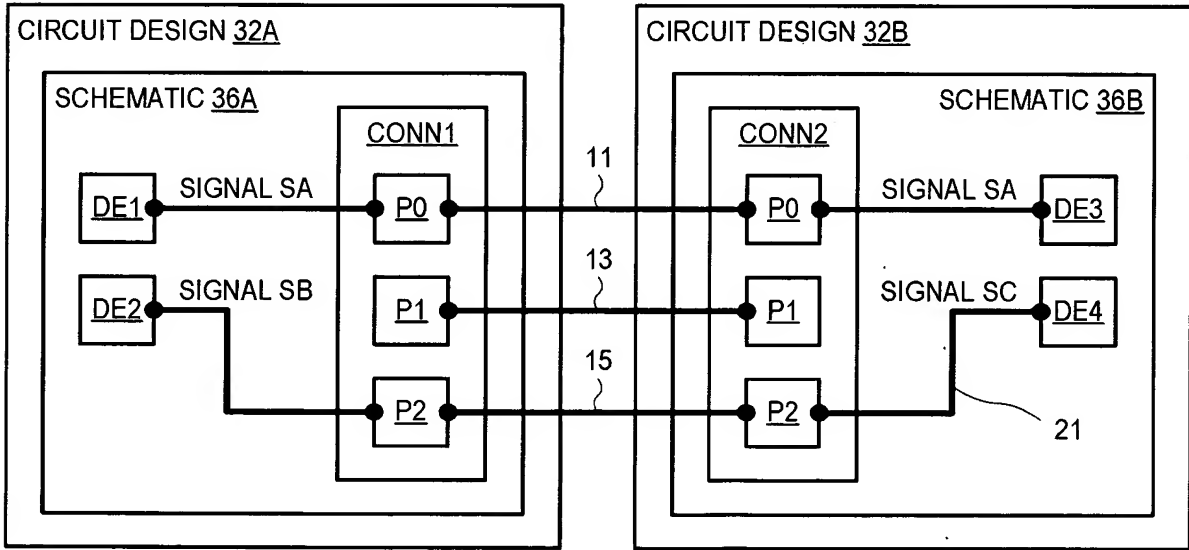 CIRCUIT DESIGN 32A
SCHEMATIC 36A
CONN1
DE1
SIGNAL SA
P0
DE2
SIGNAL SB
P1
P2
11
13
15
CIRCUIT DESIGN 32B
SCHEMATIC 36B
CONN2
P0
SIGNAL SA
DE3
P1
SIGNAL SC
DE4
P2
21